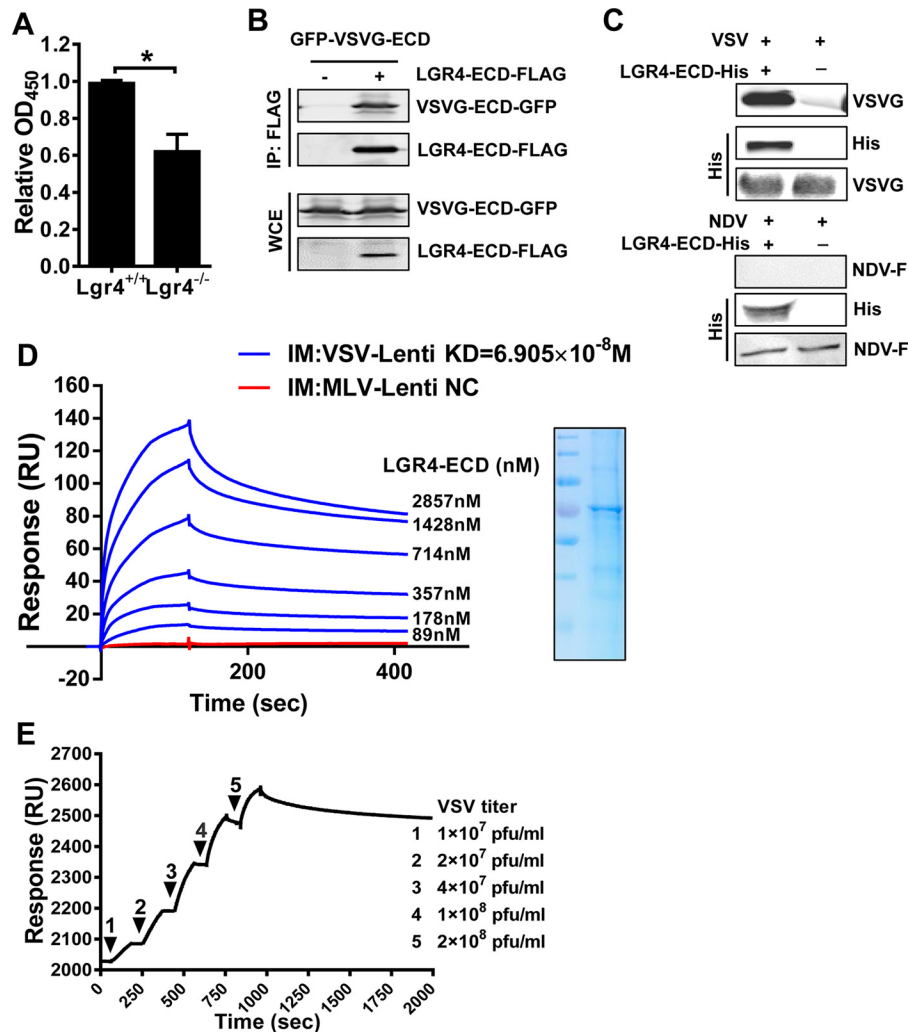 A
Relative OD450
1.2
1.0
0.8
0.6
0.4
0.2
0.0
*
Lgr4+/+ Lgr4-/-
B
GFP-VSVG-ECD
- + LGR4-ECD-FLAG
IP: FLAG
VSVG-ECD-GFP
LGR4-ECD-FLAG
WCE
VSVG-ECD-GFP
LGR4-ECD-FLAG
C
VSV + +
LGR4-ECD-His + –
VSVG
His
His
VSVG
NDV + +
LGR4-ECD-His + –
NDV-F
His
His
NDV-F
D
IM:VSV-Lenti KD=6.905×10-8M
IM:MLV-Lenti NC
Response (RU)
160
140
120
100
80
60
40
20
-20
200 400
Time (sec)
LGR4-ECD (nM)
2857nM
1428nM
714nM
357nM
178nM
89nM
E
Response (RU)
2700
2600
2500
2400
2300
2200
2100
2000
1
2
3
4
5
0 250 500 750 1000 1250 1500 1750 2000
Time (sec)
VSV titer
1 1×107 pfu/ml
2 2×107 pfu/ml
3 4×107 pfu/ml
4 1×108 pfu/ml
5 2×108 pfu/ml